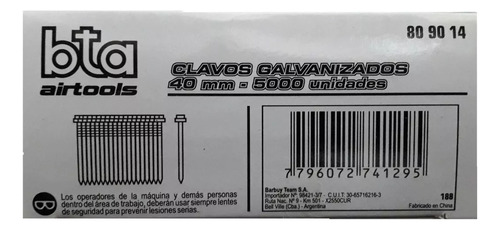 bta
airtools
80 90 14
CLAVOS GALVANIZADOS
40 mm - 5000 unidades
7 796072 741295
Los operadores de la máquina y demás personas
dentro del área de trabajo, deberán usar siempre lentes
de seguridad para prevenir lesiones serias.
Barbuy Team S.A.
Importador Nº. 98421-3/7 - C.U.I.T. 30-65716216-3
Ruta Nac. Nº 9 - Km 501 - X2550CUR
Bell Ville (Cba.) - Argentina
169
Fabricado en China